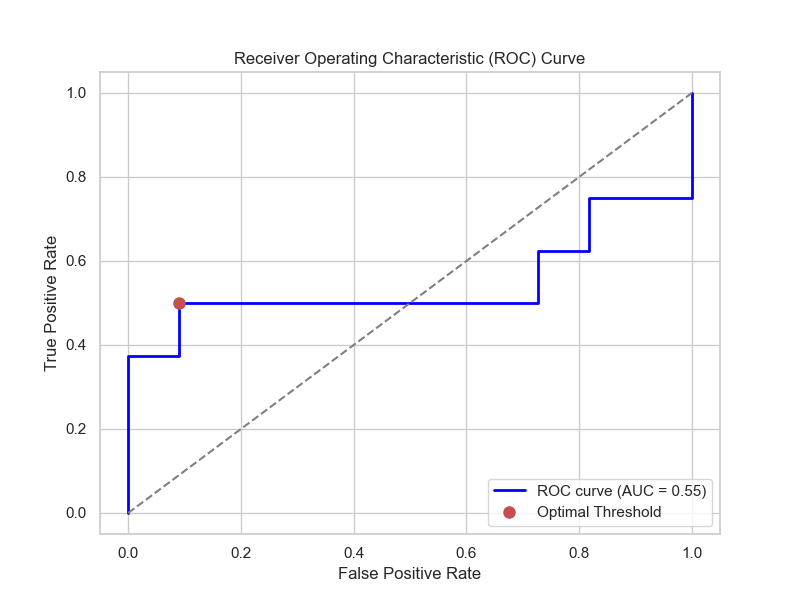 Receiver Operating Characteristic (ROC) Curve
True Positive Rate
1.0
0.8
0.6
0.4
0.2
0.0
0.0 0.2 0.4 0.6 0.8 1.0
False Positive Rate
ROC curve (AUC = 0.55)
Optimal Threshold